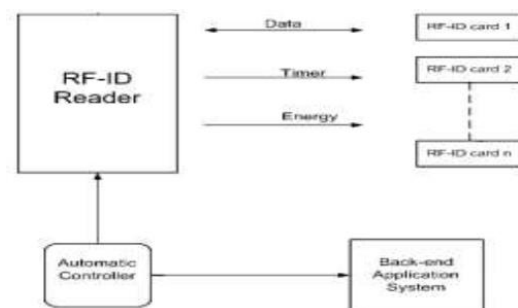 RF-ID
Reader
Data
Timer
Energy
RF-ID card 1
RF-ID card 2
RF-ID card n
Automatic
Controller
Back-end
Application
System